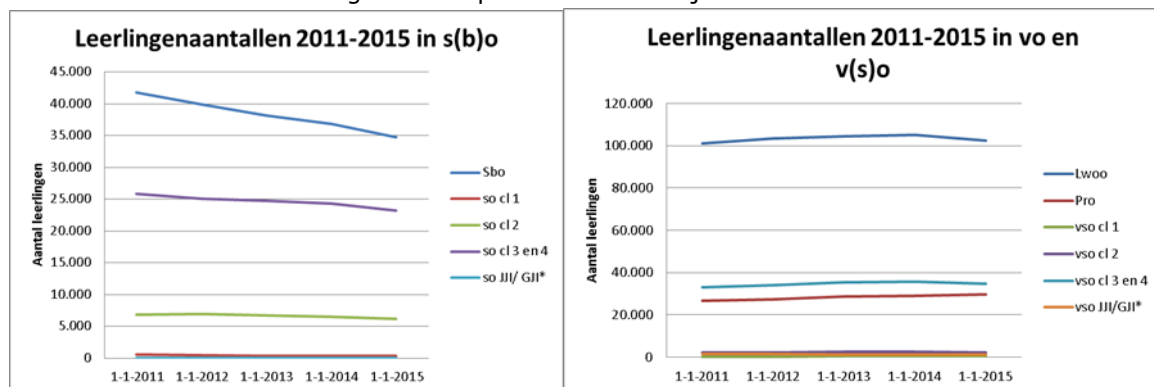 Leerlingenaantallen 2011-2015 in s(b)o
45.000
40.000
35.000
30.000
25.000
20.000
15.000
10.000
5.000
0
Aantal leerlingen
1-1-2011 1-1-2012 1-1-2013 1-1-2014 1-1-2015
Sbo
so cl 1
so cl 2
so cl 3 en 4
so JJI/ GJI*
Leerlingenaantallen 2011-2015 in vo en
v(s)o
120.000
100.000
80.000
60.000
40.000
20.000
0
Aantal leerlingen
1-1-2011 1-1-2012 1-1-2013 1-1-2014 1-1-2015
Lwoo
Pro
vso cl 1
vso cl 2
vso cl 3 en 4
vso JJI/GJI*